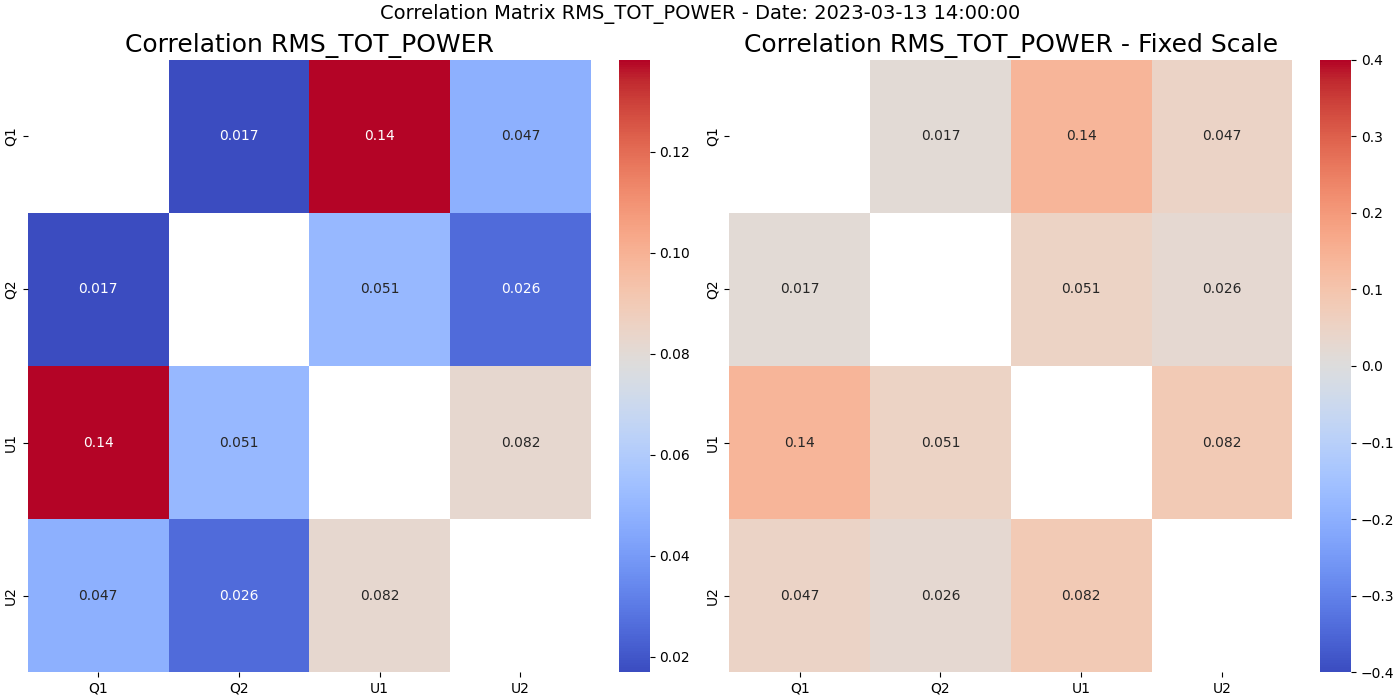 Correlation Matrix RMS_TOT_POWER - Date: 2023-03-13 14:00:00
Correlation RMS_TOT_POWER
Q1
0.017
0.14
0.047
Q2
0.017
0.051
0.026
U1
0.14
0.051
0.082
U2
0.047
0.026
0.082
Q1
Q2
U1
U2
0.12
0.10
0.08
0.06
0.04
0.02
Correlation RMS_TOT_POWER - Fixed Scale
Q1
0.017
0.14
0.047
Q2
0.017
0.051
0.026
U1
0.14
0.051
0.082
U2
0.047
0.026
0.082
Q1
Q2
U1
U2
0.4
0.3
0.2
0.1
0.0
−0.1
−0.2
−0.3
−0.4